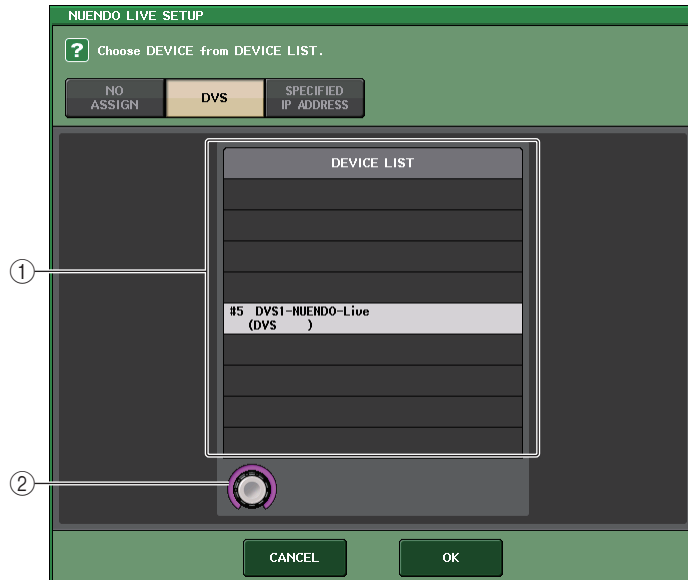 NUENDO LIVE SETUP
? Choose DEVICE from DEVICE LIST.
NO
ASSIGN
DVS
SPECIFIED
IP ADDRESS
DEVICE LIST
①
#5 DVS1-NUENDO-Live
(DVS )
②
CANCEL
OK